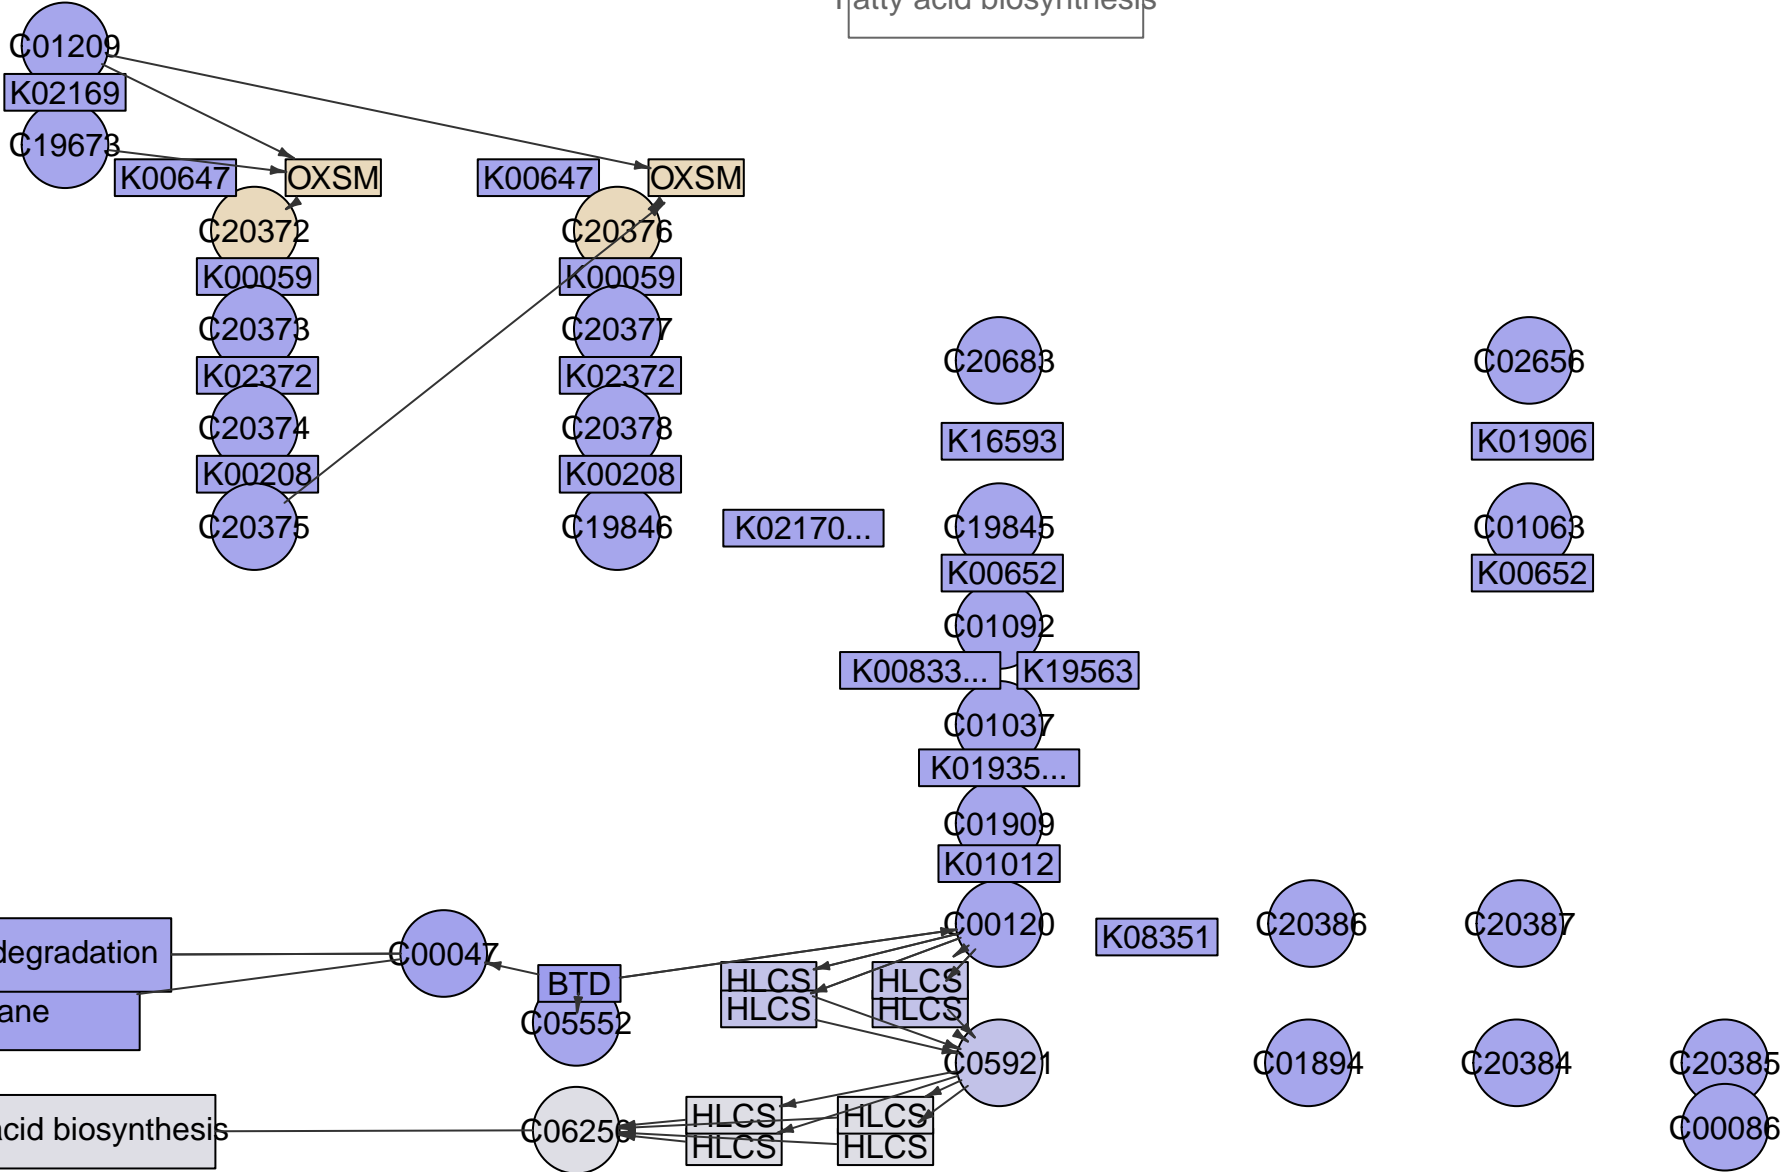 Fatty acid biosynthesis
C01209
K02169
C19673
K00647
OXSM
K00647
OXSM
C20372
C20376
K00059
K00059
C20373
C20377
C20683
C02656
K02372
K02372
C20374
C20378
K16593
K01906
K00208
K00208
C20375
C19846
K02170...
C19845
C01063
K00652
K00652
C01092
K00833...
K19563
C01037
K01935...
C01909
K01012
C00120
K08351
C20386
C20387
degradation
C00047
BTD
HLCS
HLCS
ane
C05552
HLCS
HLCS
C05921
C01894
C20384
C20385
HLCS
HLCS
acid biosynthesis
C06250
C00086
HLCS
HLCS